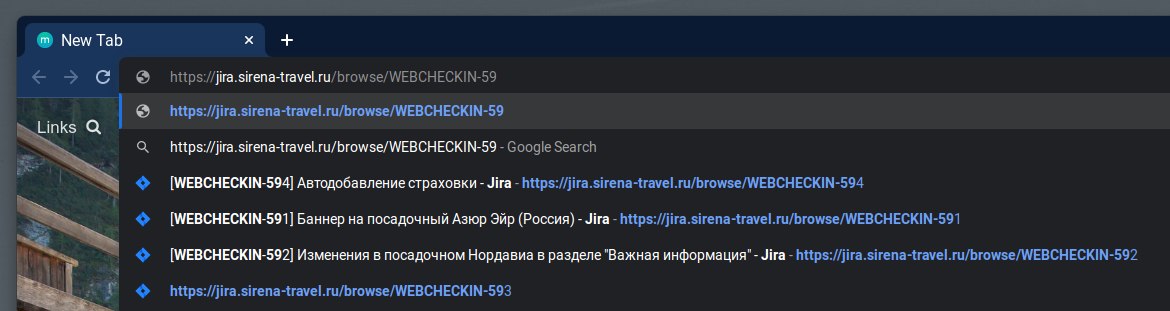 New Tab
https://jira.sirena-travel.ru/browse/WEBCHECKIN-59
https://jira.sirena-travel.ru/browse/WEBCHECKIN-59
Links
https://jira.sirena-travel.ru/browse/WEBCHECKIN-59 - Google Search
[WEBCHECKIN-594] Автодобавление страховки - Jira - https://jira.sirena-travel.ru/browse/WEBCHECKIN-594
[WEBCHECKIN-591] Баннер на посадочный Азюр Эйр (Россия) - Jira - https://jira.sirena-travel.ru/browse/WEBCHECKIN-591
[WEBCHECKIN-592] Изменения в посадочном Нордавиа в разделе "Важная информация" - Jira - https://jira.sirena-travel.ru/browse/WEBCHECKIN-592
https://jira.sirena-travel.ru/browse/WEBCHECKIN-593